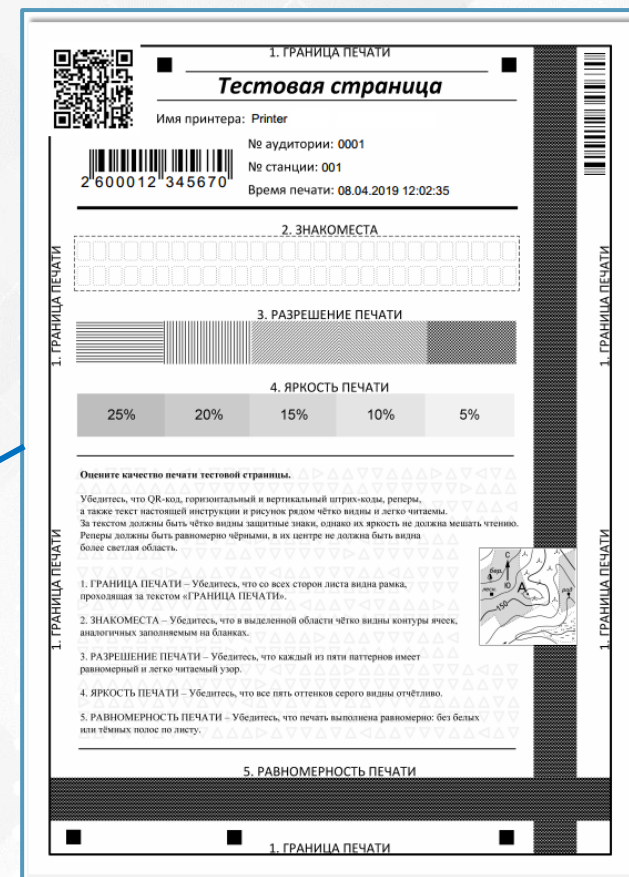 1. ГРАНИЦА ПЕЧАТИ
Тестовая страница
Имя принтера: Printer
№ аудитории: 0001
№ станции: 001
Время печати: 08.04.2019 12:02:35
2 600012 345670
2. ЗНАКОМЕСТА
1. ГРАНИЦА ПЕЧАТИ
1. ГРАНИЦА ПЕЧАТИ
3. РАЗРЕШЕНИЕ ПЕЧАТИ
4. ЯРКОСТЬ ПЕЧАТИ
25% 20% 15% 10% 5%
Оцените качество печати тестовой страницы.
Убедитесь, что QR-код, горизонтальный и вертикальный штрих-коды, реперы,
а также текст настоящей инструкции и рисунок рядом чётко видны и легко читаемы.
За текстом должны быть чётко видны защитные знаки, однако их яркость не должна мешать чтению.
Реперы должны быть равномерно чёрными, в их центре не должна быть видна
более светлая область.
1. ГРАНИЦА ПЕЧАТИ – Убедитесь, что со всех сторон листа видна рамка,
проходящая за текстом «ГРАНИЦА ПЕЧАТИ».
2. ЗНАКОМЕСТА – Убедитесь, что в выделенной области чётко видны контуры ячеек,
аналогичных заполняемым на бланках.
3. РАЗРЕШЕНИЕ ПЕЧАТИ – Убедитесь, что каждый из пяти паттернов имеет
равномерный и легко читаемый узор.
4. ЯРКОСТЬ ПЕЧАТИ – Убедитесь, что все пять оттенков серого видны отчётливо.
5. РАВНОМЕРНОСТЬ ПЕЧАТИ – Убедитесь, что печать выполнена равномерно: без белых
или тёмных полос по листу.
1. ГРАНИЦА ПЕЧАТИ
1. ГРАНИЦА ПЕЧАТИ
С
Ю
А
150
5. РАВНОМЕРНОСТЬ ПЕЧАТИ
1. ГРАНИЦА ПЕЧАТИ